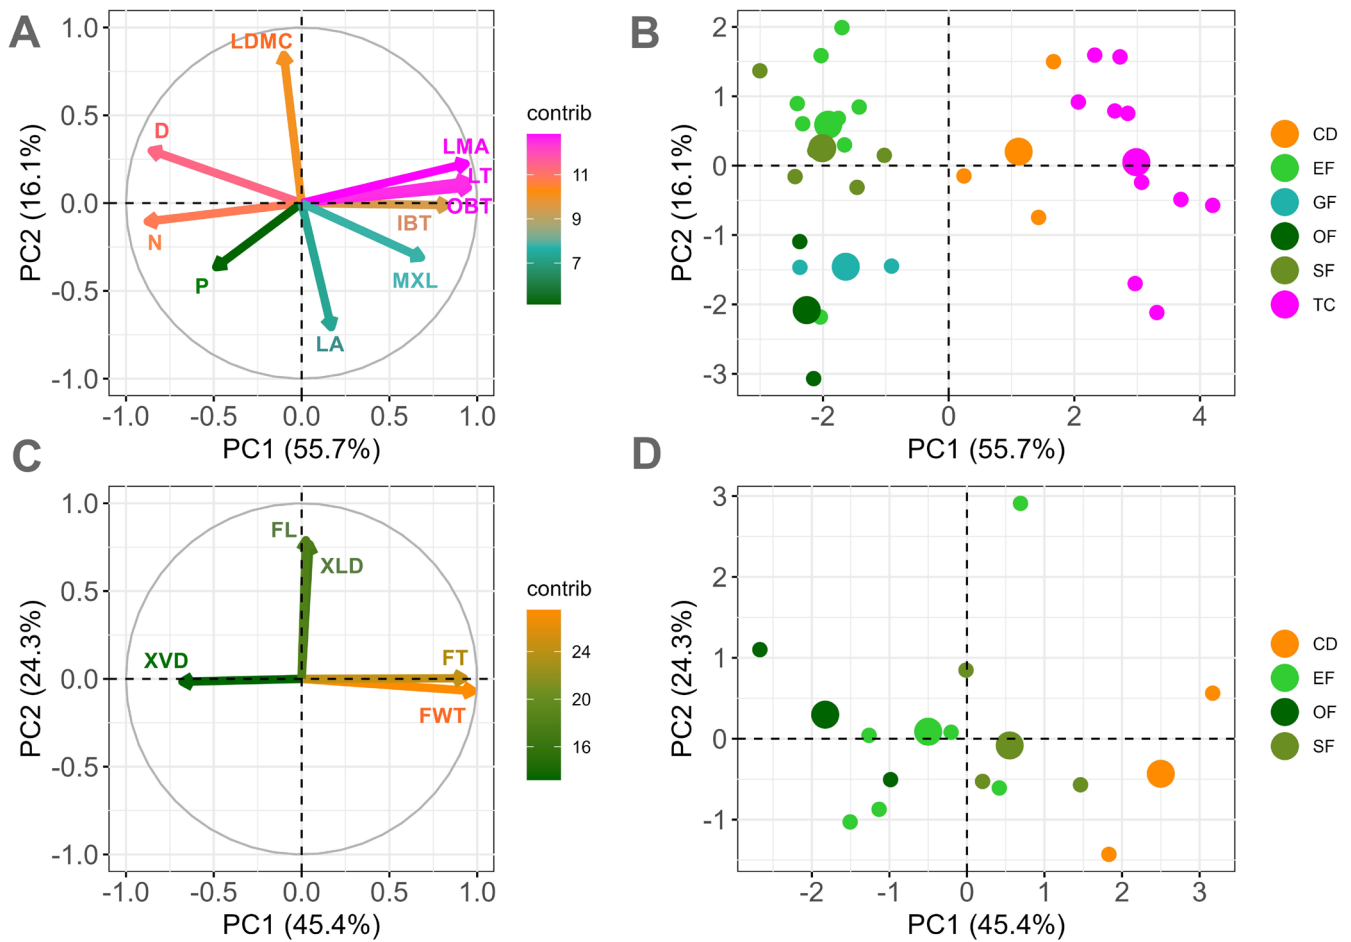 A
1.0
0.5
0.0
-0.5
-1.0
PC2 (16.1%)
LDMC
D
LMA
LT
OBT
IBT
N
P
MXL
LA
-1.0 -0.5 0.0 0.5 1.0
PC1 (55.7%)
contrib
11
9
7
B
2
1
0
-1
-2
-3
PC2 (16.1%)
-2 0 2 4
PC1 (55.7%)
CD
EF
GF
OF
SF
TC
C
1.0
0.5
0.0
-0.5
-1.0
PC2 (24.3%)
FL
XLD
XVD
FT
FWT
-1.0 -0.5 0.0 0.5 1.0
PC1 (45.4%)
contrib
24
20
16
D
3
2
1
0
-1
PC2 (24.3%)
-2 -1 0 1 2 3
PC1 (45.4%)
CD
EF
OF
SF